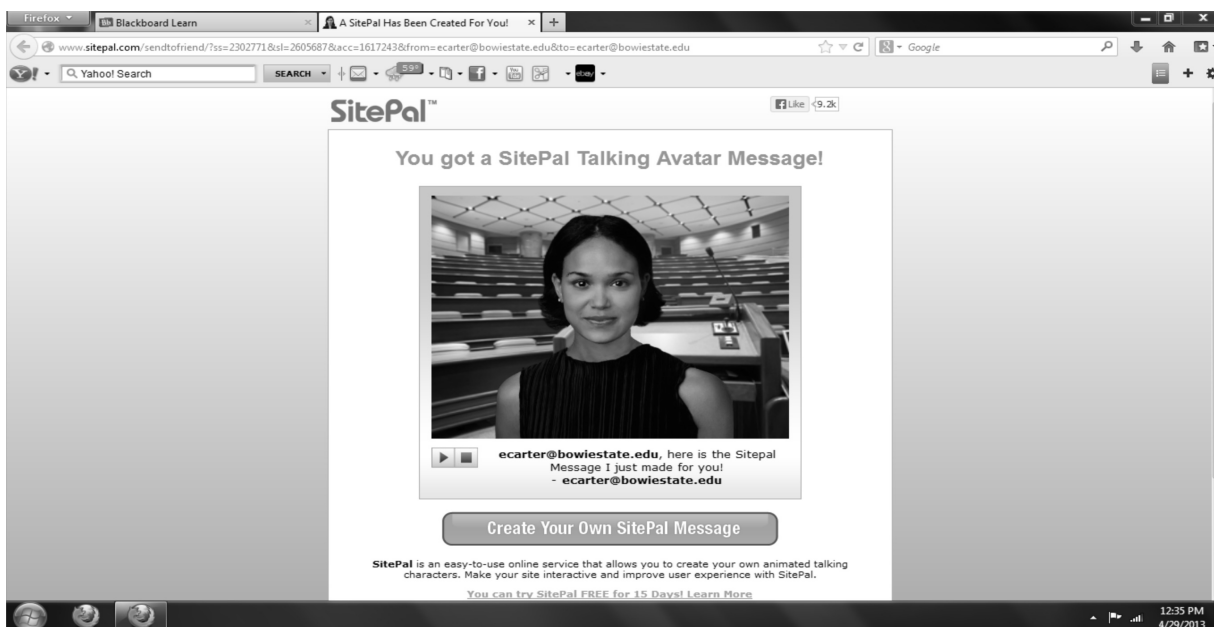 Firefox
Blackboard Learn
A SitePal Has Been Created For You!
www.sitepal.com/sendtofriend/?ss=2302771&sl=2605687&acc=1617243&from=ecarter@bowiestate.edu&to=ecarter@bowiestate.edu
Google
Yahoo! Search
SEARCH
59°
You Tube
ebay
SitePal™
Like
9.2k
You got a SitePal Talking Avatar Message!
ecarter@bowiestate.edu, here is the Sitepal
Message I just made for you!
- ecarter@bowiestate.edu
Create Your Own SitePal Message
SitePal is an easy-to-use online service that allows you to create your own animated talking
characters. Make your site interactive and improve user experience with SitePal.
You can try SitePal FREE for 15 Days! Learn More
12:35 PM
4/29/2013